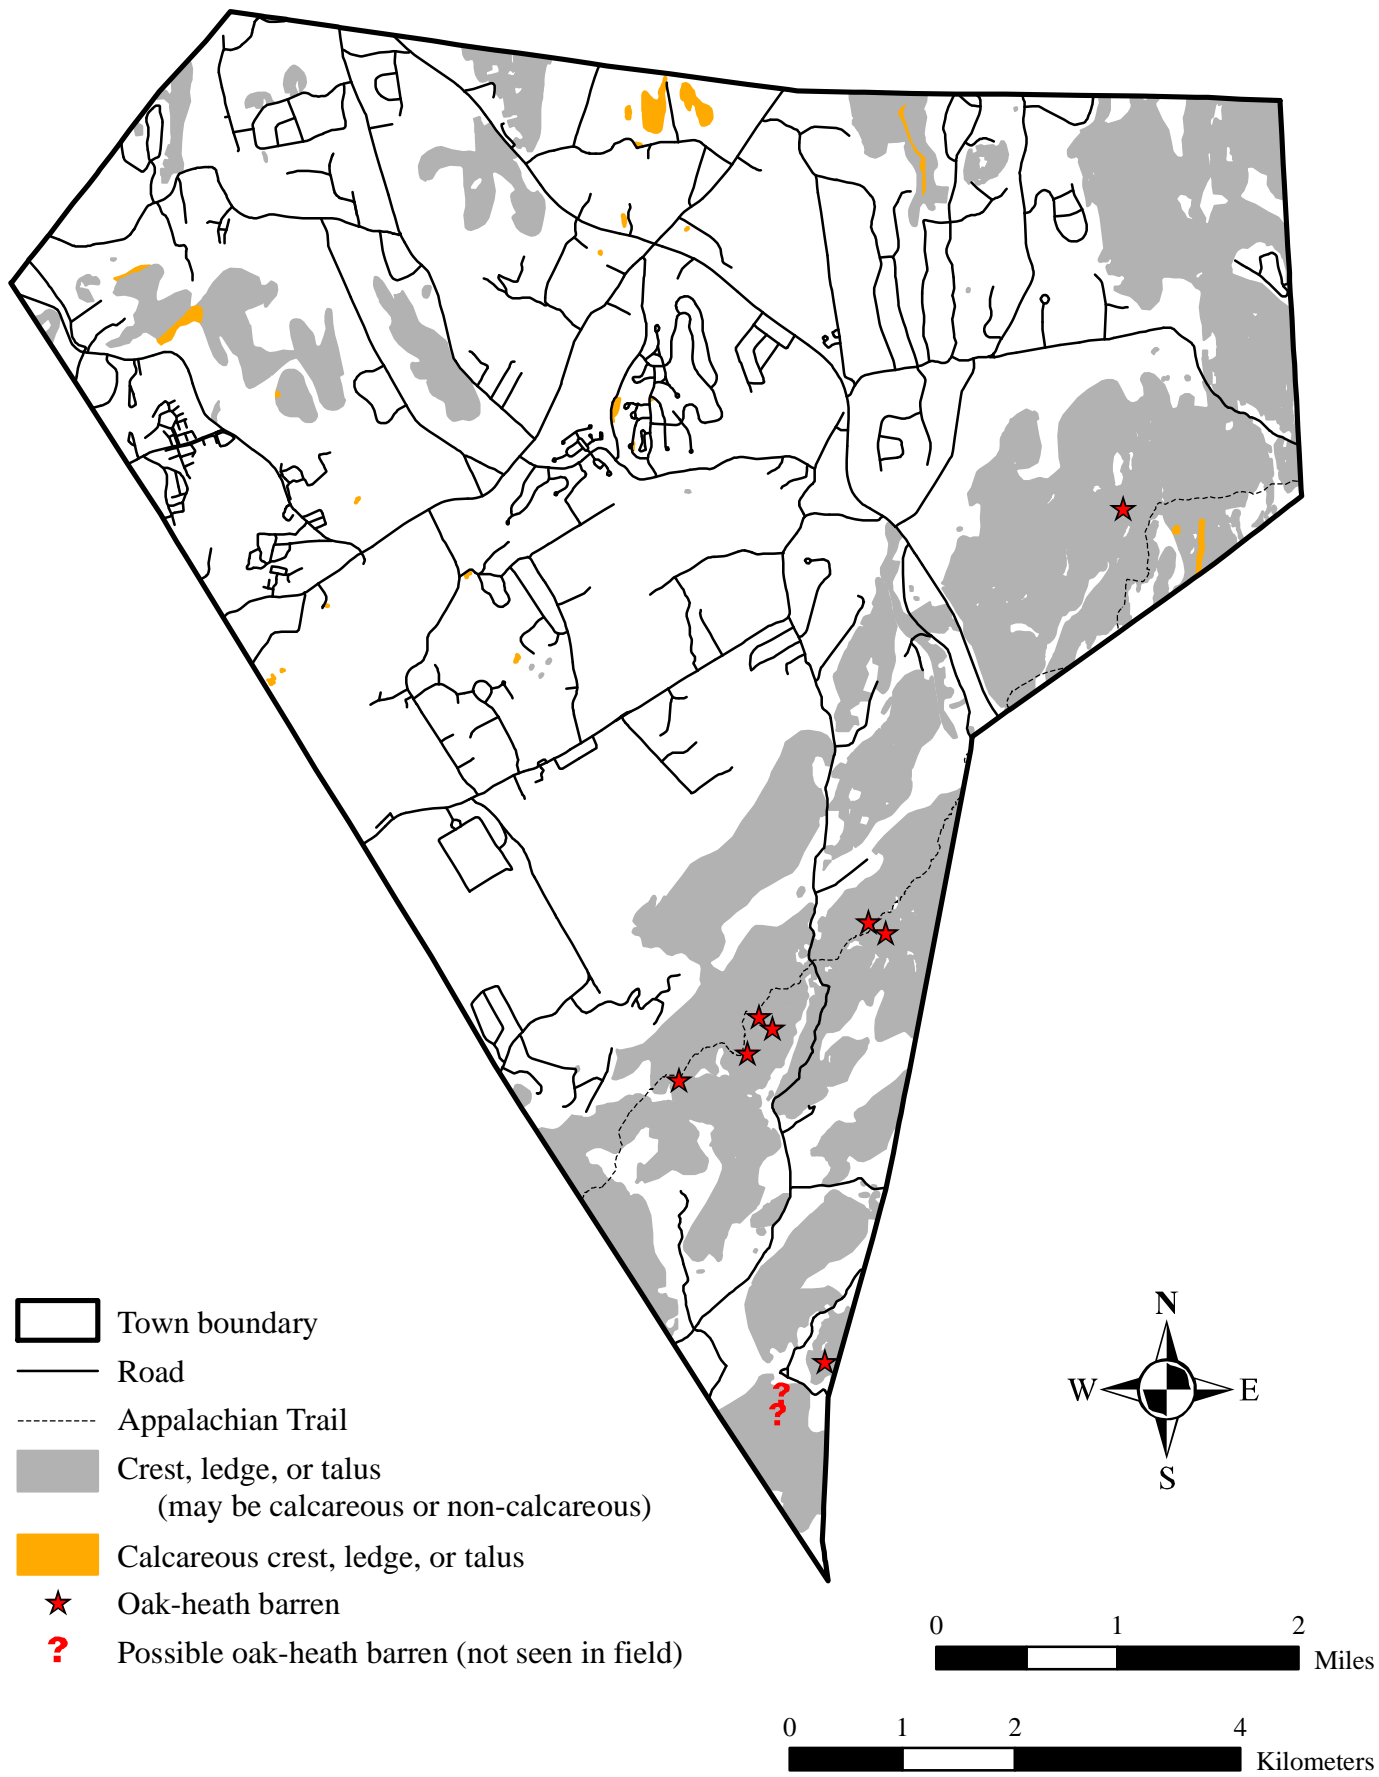 N
W E
S
Town boundary
Road
Appalachian Trail
Crest, ledge, or talus
(may be calcareous or non-calcareous)
Calcareous crest, ledge, or talus
Oak-heath barren
? Possible oak-heath barren (not seen in field)
?
?
0 1 2
Miles
0 1 2 4
Kilometers